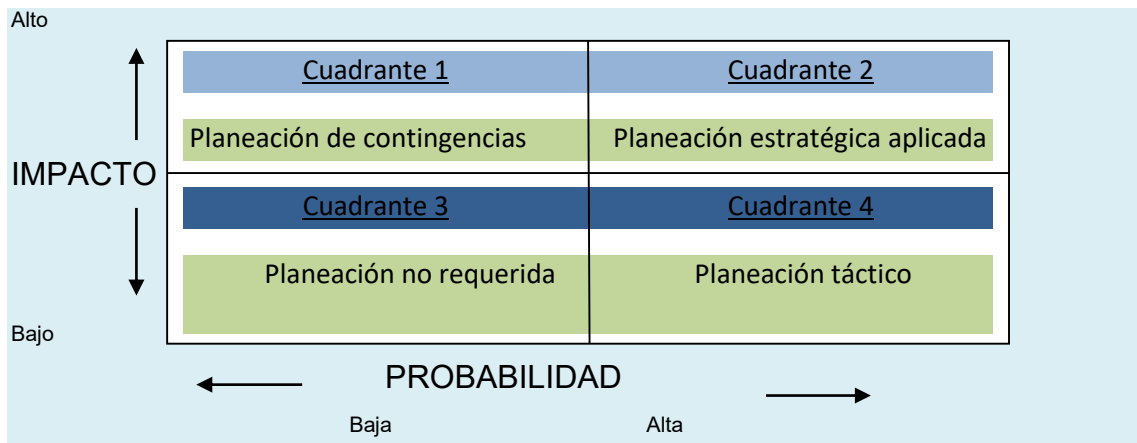 Alto
Cuadrante 1 Cuadrante 2
Planeación de contingencias Planeación estratégica aplicada
IMPACTO
Cuadrante 3 Cuadrante 4
Planeación no requerida Planeación táctico
Bajo
PROBABILIDAD
Baja Alta